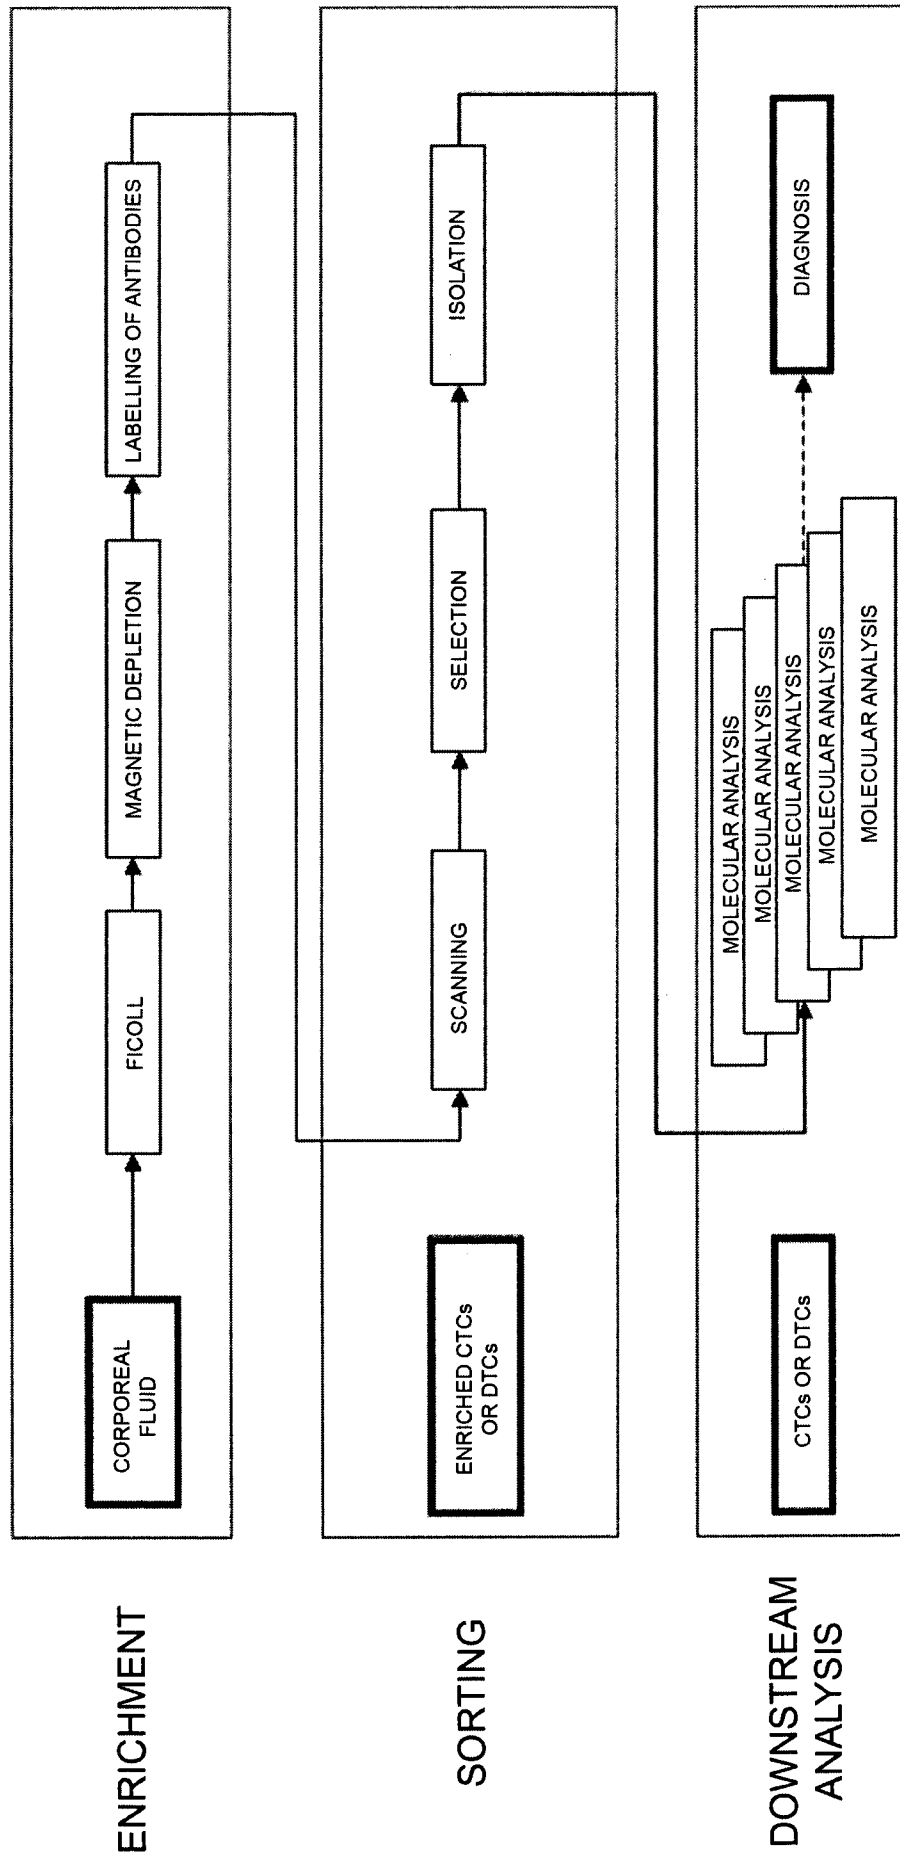 ENRICHMENT
CORPOREAL
FLUID
FICOLL
MAGNETIC DEPLETION
LABELLING OF ANTIBODIES
SORTING
ENRICHED CTCs
OR DTCs
SCANNING
SELECTION
ISOLATION
DOWNSTREAM
ANALYSIS
CTCs OR DTCs
MOLECULAR ANALYSIS
MOLECULAR ANALYSIS
MOLECULAR ANALYSIS
MOLECULAR ANALYSIS
MOLECULAR ANALYSIS
DIAGNOSIS